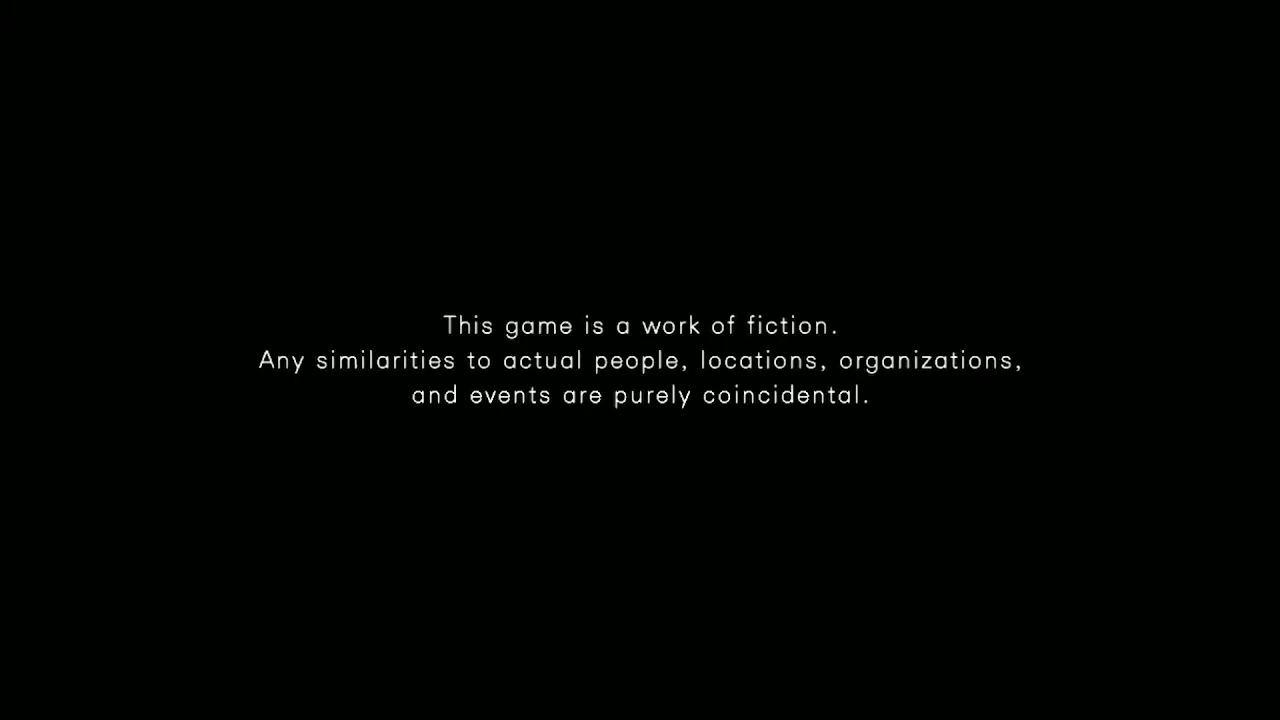 This game is a work of fiction.
Any similarities to actual people, locations, organizations,
and events are purely coincidental.